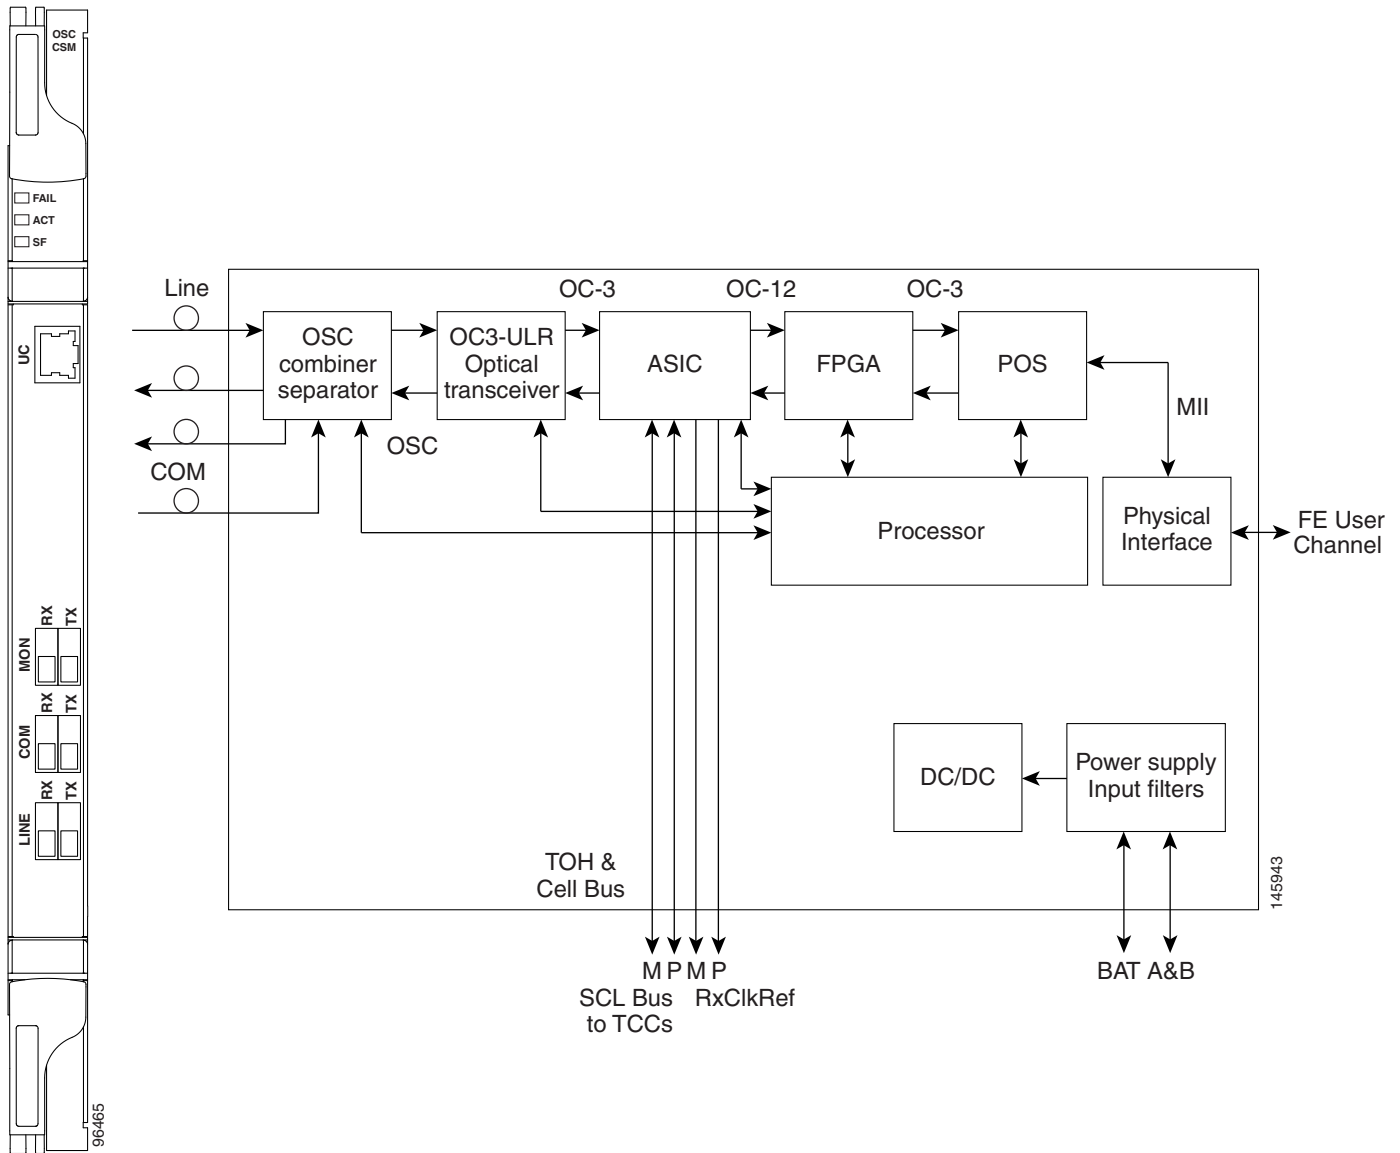 OSC
CSM
FAIL
ACT
SF
UC
RX
TX
MON
RX
TX
COM
RX
TX
LINE
96465
Line
COM
OSC
combiner
separator
OSC
OC3-ULR
Optical
transceiver
OC-3
ASIC
OC-12
FPGA
OC-3
POS
MII
Processor
Physical
Interface
FE User
Channel
DC/DC
Power supply
Input filters
TOH &
Cell Bus
M P M P
SCL Bus
to TCCs
RxClkRef
BAT A&B
145943